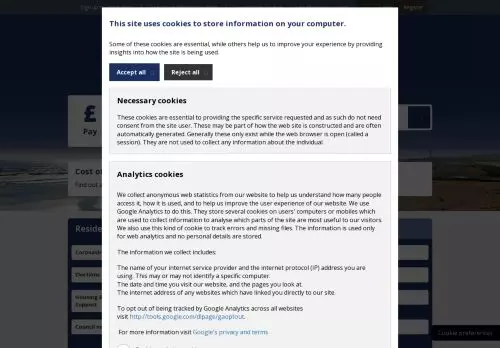 Sign up
Register
This site uses cookies to store information on your computer.
Some of these cookies are essential, while others help us to improve your experience by providing
insights into how the site is being used.
Accept all
Reject all
£
Pay
Necessary cookies
These cookies are essential to providing the specific service requested and as such do not need
consent from the site user. These may be part of how the web site is constructed and are often
automatically generated. Generally these only exist while the web browser is open (called a
session). They are not used to collect any information about the individual.
Cost of
Find out a
Analytics cookies
We collect anonymous web statistics from our website to help us understand how many people
access it, how it is used, and to help us improve the user experience of our website. We use
Google Analytics to do this. They store several cookies on users' computers or mobiles which
are used to collect information to analyse which parts of the site are most useful to our visitors.
We also use this kind of cookie to track errors and missing files. The information is used only
for web analytics and no personal details are stored.
Reside
Coronaviru
Elections
Housing
Support
Council
The information we collect includes:
The name of your internet service provider and the internet protocol (IP) address you are
using. This may or may not identify a specific computer.
The date and time you visit our website, and the pages you look at.
The internet address of any websites which have linked you directly to our site.
To opt out of being tracked by Google Analytics across all websites
visit http://tools.google.com/dlpage/gaoptout.
For more information visit Google's privacy and terms
Cookie preferences